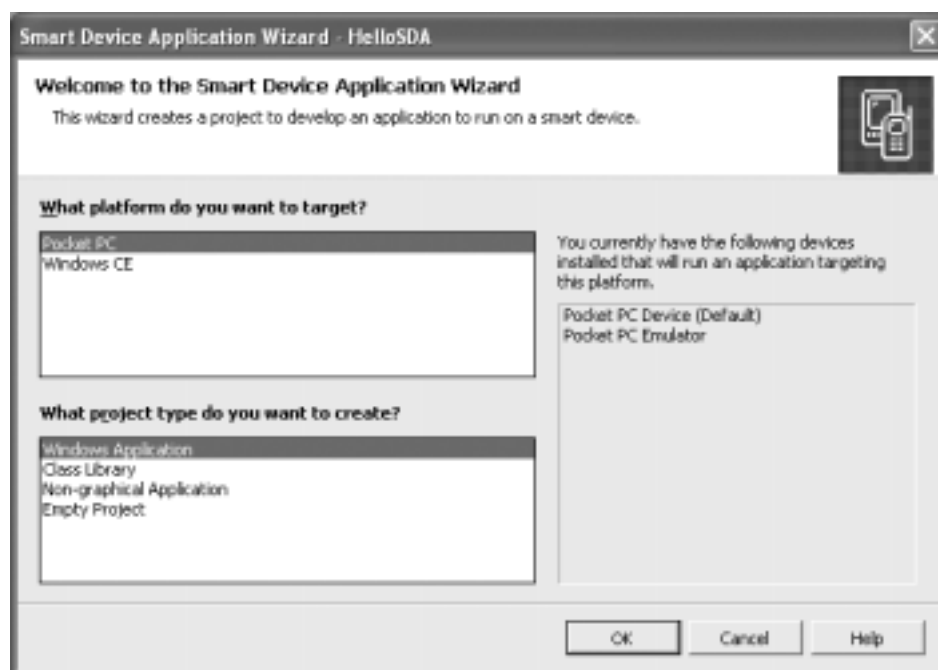 Smart Device Application Wizard - HelloSDA
Welcome to the Smart Device Application Wizard
This wizard creates a project to develop an application to run on a smart device.
What platform do you want to target?
Pocket PC
Windows CE
You currently have the following devices
installed that will run an application targeting
this platform.
Pocket PC Device (Default)
Pocket PC Emulator
What project type do you want to create?
Windows Application
Class Library
Non-graphical Application
Empty Project
OK
Cancel
Help